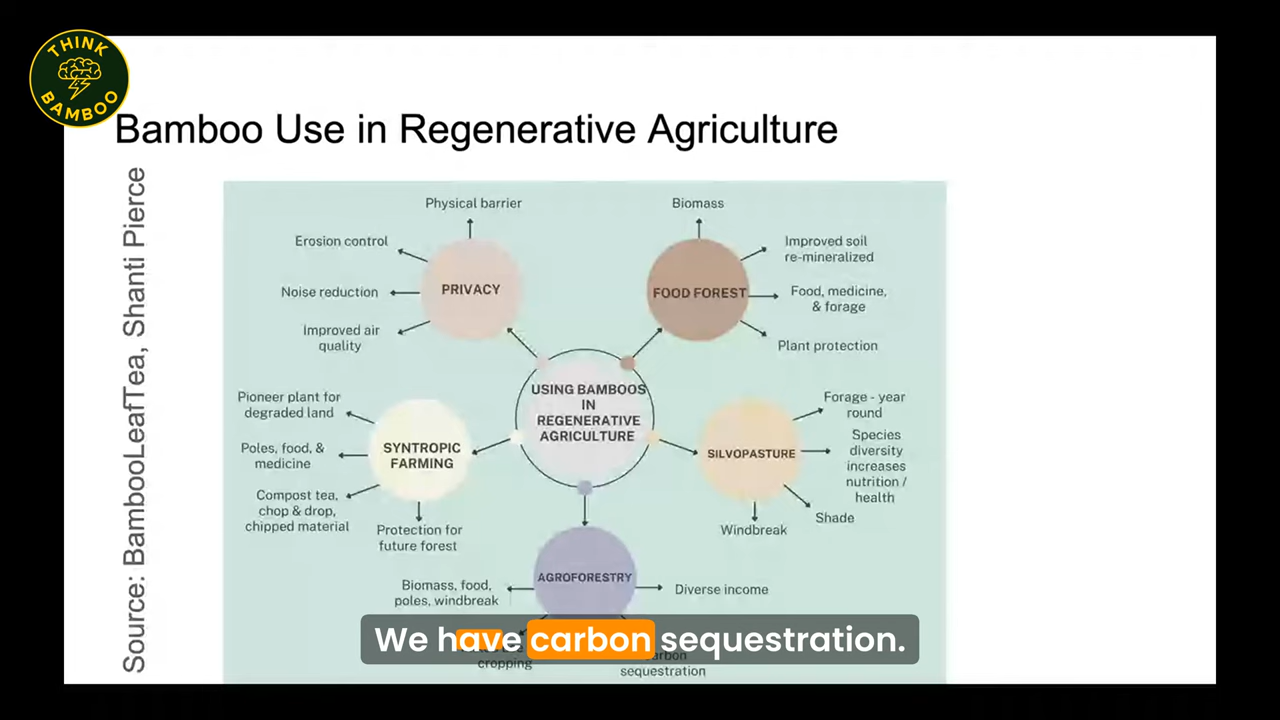 THINK
BAMBOO
Bamboo Use in Regenerative Agriculture
Source: BambooLeafTea, Shanti Pierce
Physical barrier
Erosion control
Noise reduction
Improved air
quality
PRIVACY
Biomass
Improved soil
re-mineralized
Food, medicine,
& forage
Plant protection
FOOD FOREST
USING BAMBOOS
IN
REGENERATIVE
AGRICULTURE
Pioneer plant for
degraded land
Poles, food, &
medicine
Compost tea,
chop & drop,
chipped material
Protection for
future forest
SYNTROPIC
FARMING
Forage - year
round
Species
diversity
increases
nutrition /
health
Shade
Windbreak
SILVOPASTURE
AGROFORESTRY
Biomass, food,
poles, windbreak
Diverse income
cropping
sequestration
We have carbon sequestration.